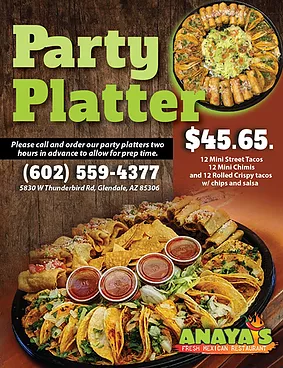 Party
Platter
$45.65.
Please call and order our party platters two
hours in advance to allow for prep time.
(602) 559-4377
5830 W Thunderbird Rd, Glendale, AZ 85306
12 Mini Street Tacos
12 Mini Chimis
and 12 Rolled Crispy tacos
w/ chips and salsa
ANAYA'S
FRESH MEXICAN RESTAURANT